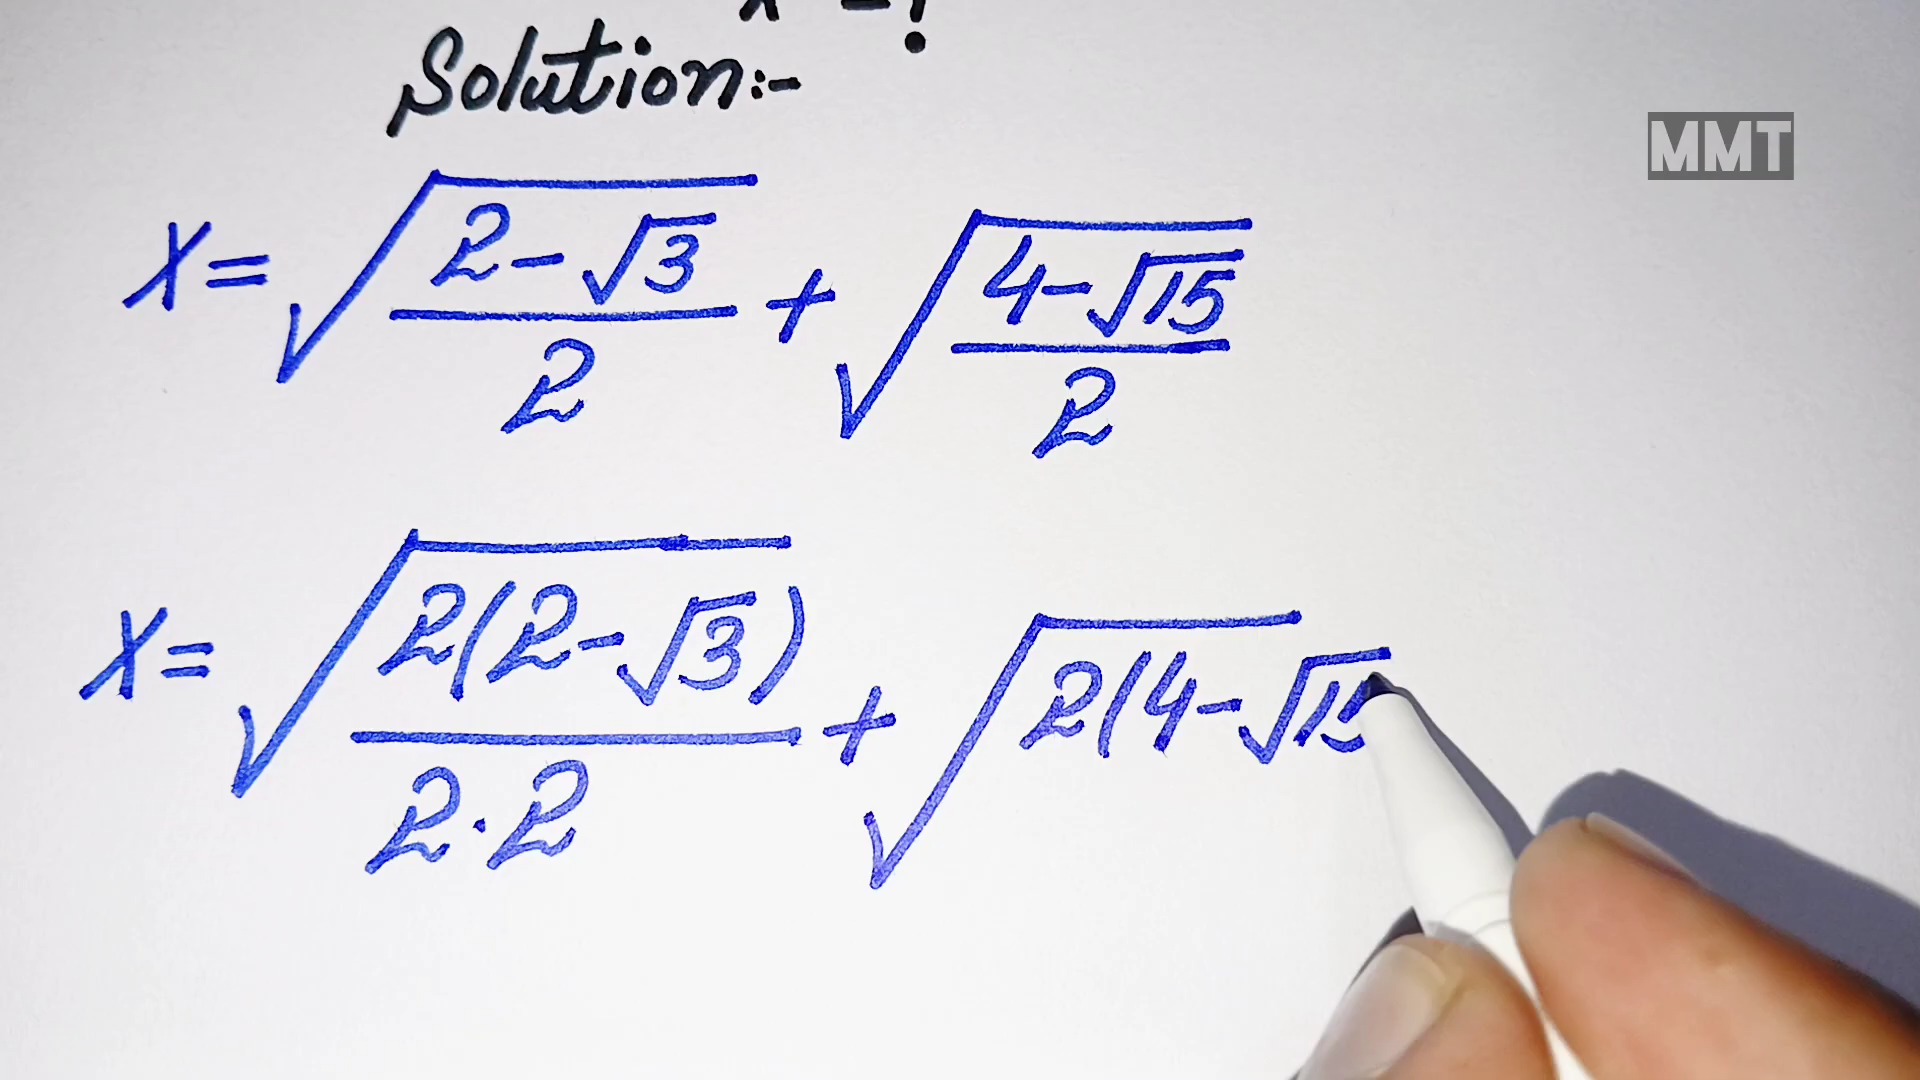 x = ?
Solution:-
MMT
x = √((2 - √3)/2) + √((4 - √15)/2)
x = √((2(2 - √3))/(2·2)) + √(2(4 - √15